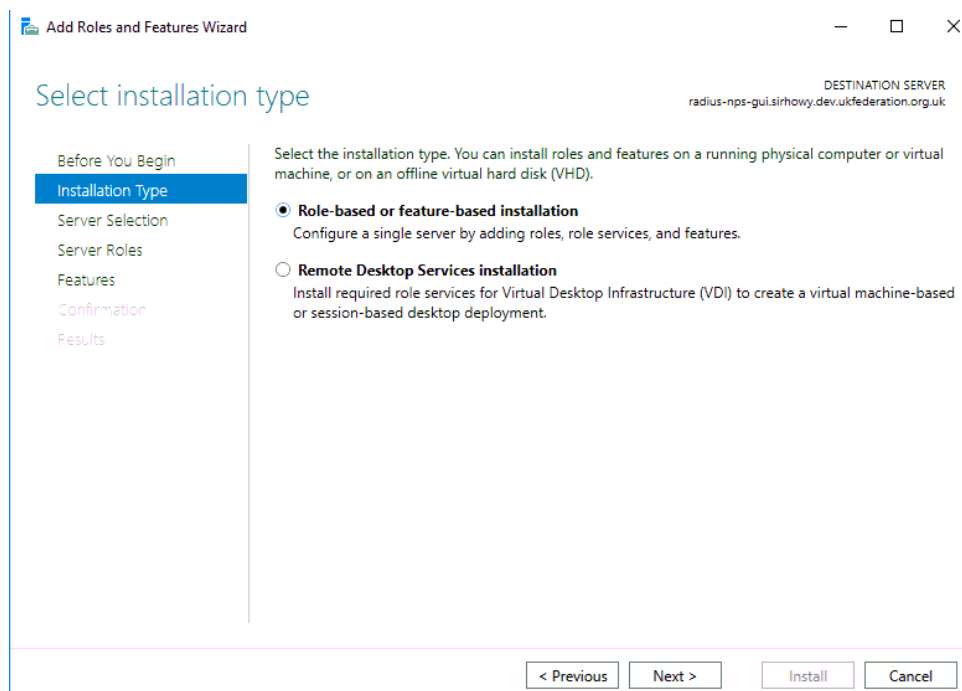 Add Roles and Features Wizard
Select installation type
DESTINATION SERVER
radius-nps-gui.sirhowy.dev.ukfederation.org.uk
Before You Begin
Installation Type
Server Selection
Server Roles
Features
Confirmation
Results
Select the installation type. You can install roles and features on a running physical computer or virtual
machine, or on an offline virtual hard disk (VHD).
Role-based or feature-based installation
Configure a single server by adding roles, role services, and features.
Remote Desktop Services installation
Install required role services for Virtual Desktop Infrastructure (VDI) to create a virtual machine-based
or session-based desktop deployment.
< Previous
Next >
Install
Cancel